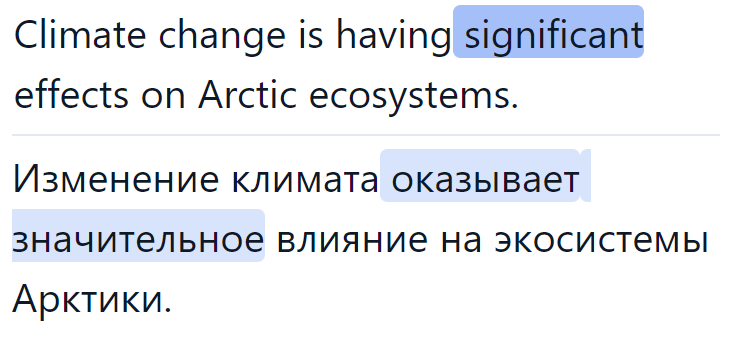 Climate change is having significant
effects on Arctic ecosystems.
Изменение климата оказывает
значительное влияние на экосистемы
Арктики.